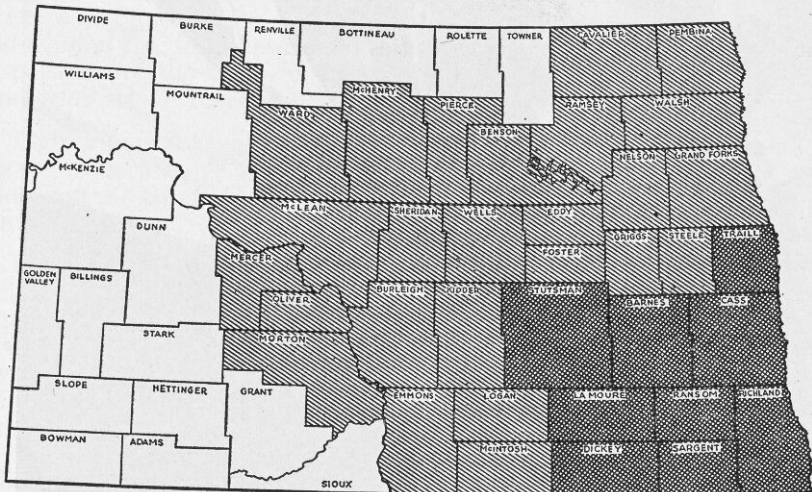 DIVIDE
BURKE
RENVILLE
BOTTINEAU
ROLETTE
TOWNER
CAVALIER
PEMBINA
WILLIAMS
MOUNTRAIL
WARD
McHENRY
PIERCE
BENSON
RAMSEY
WALSH
McKENZIE
NELSON
GRAND FORKS
DUNN
McLEAN
SHERIDAN
WELLS
EDDY
FOSTER
GRIGGS
STEELE
TRAILL
GOLDEN
VALLEY
BILLINGS
MERCER
OLIVER
BURLEIGH
KIDDER
STUTSMAN
BARNES
CASS
STARK
MORTON
SLOPE
HETTINGER
GRANT
EMMONS
LOGAN
LA MOURE
RANSOM
RICHLAND
BOWMAN
ADAMS
SIOUX
McINTOSH
DICKEY
SARGENT